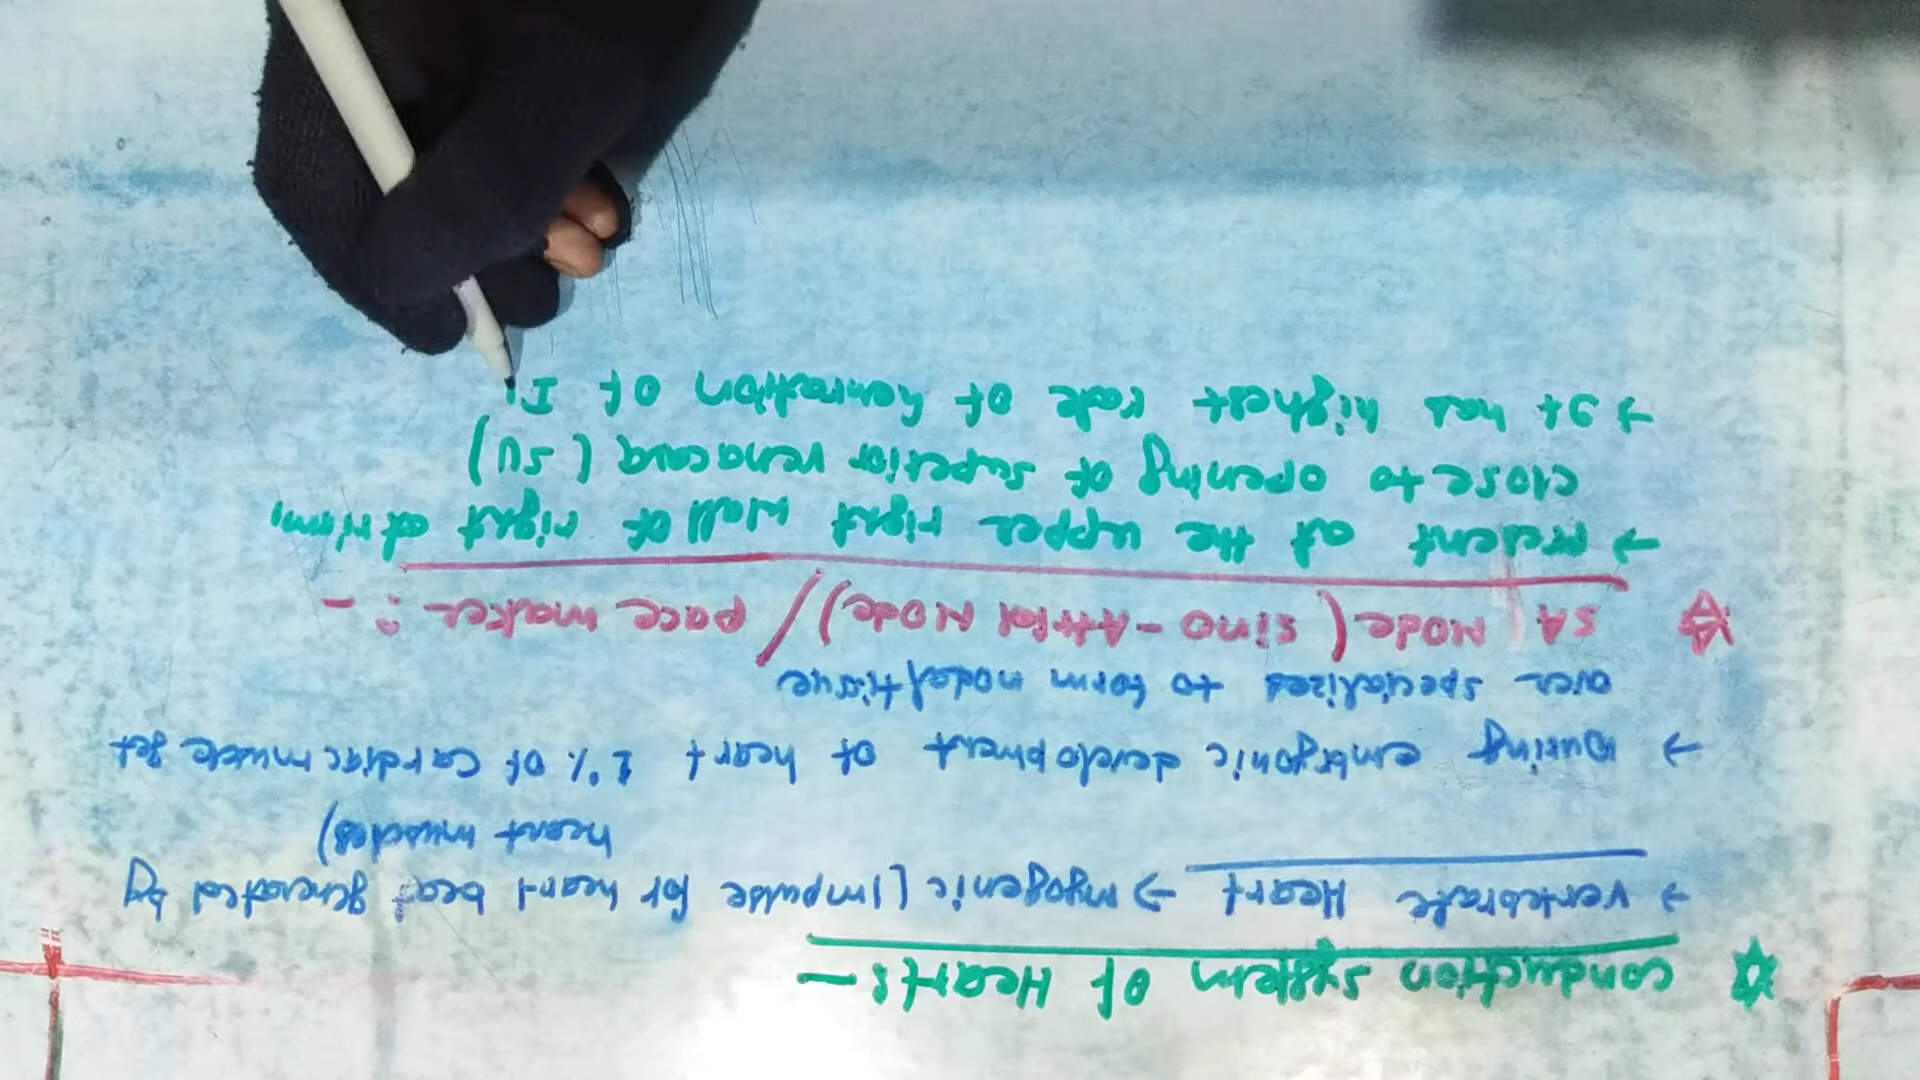 Conduction system of Heart:-
→ vertebrate Heart → myogenic (Impulse for heart beat generated by
heart muscles)
→ During embryonic development of heart 1% of cardiac muscle get
over specialized to form nodal tissue
SA Node (Sino-Atrial Node) / pace maker :-
→ Present at the upper right wall of right atrium
close to opening of superior venacava (SU)
→ It has highest rate of contraction of